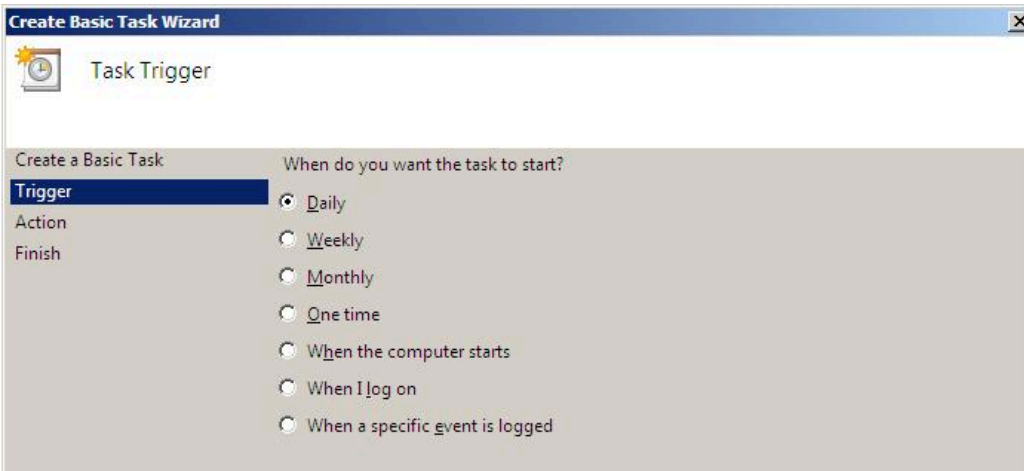 Create Basic Task Wizard
Task Trigger
Create a Basic Task
Trigger
Action
Finish
When do you want the task to start?
Daily
Weekly
Monthly
One time
When the computer starts
When I log on
When a specific event is logged